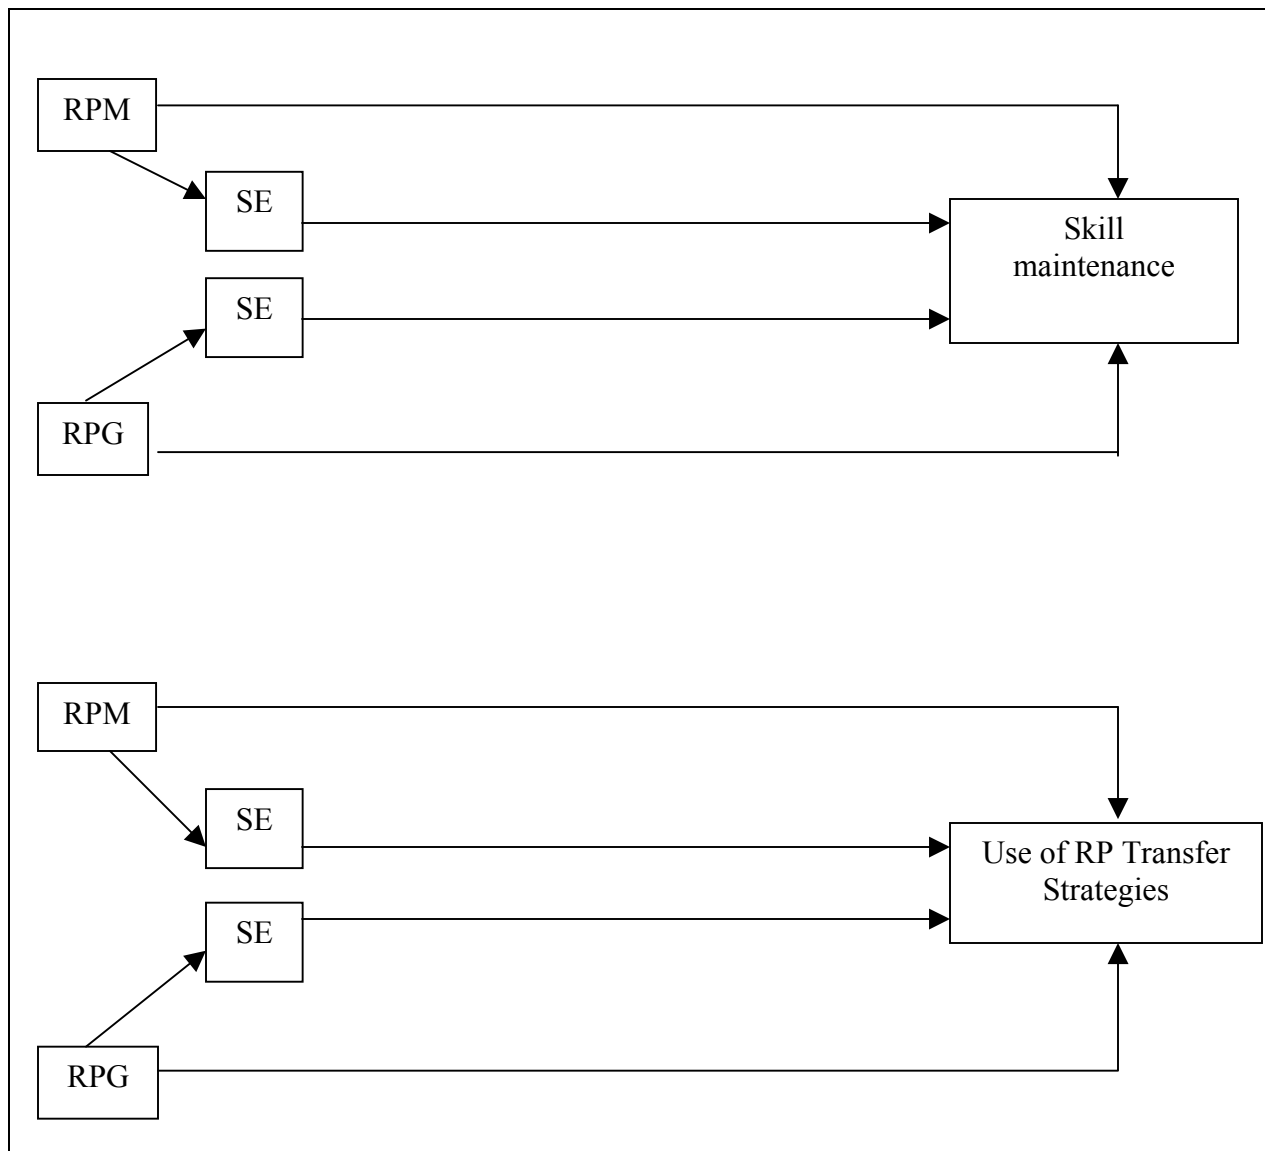 RPM
SE
Skill
maintenance
SE
RPG
RPM
SE
Use of RP Transfer
Strategies
SE
RPG